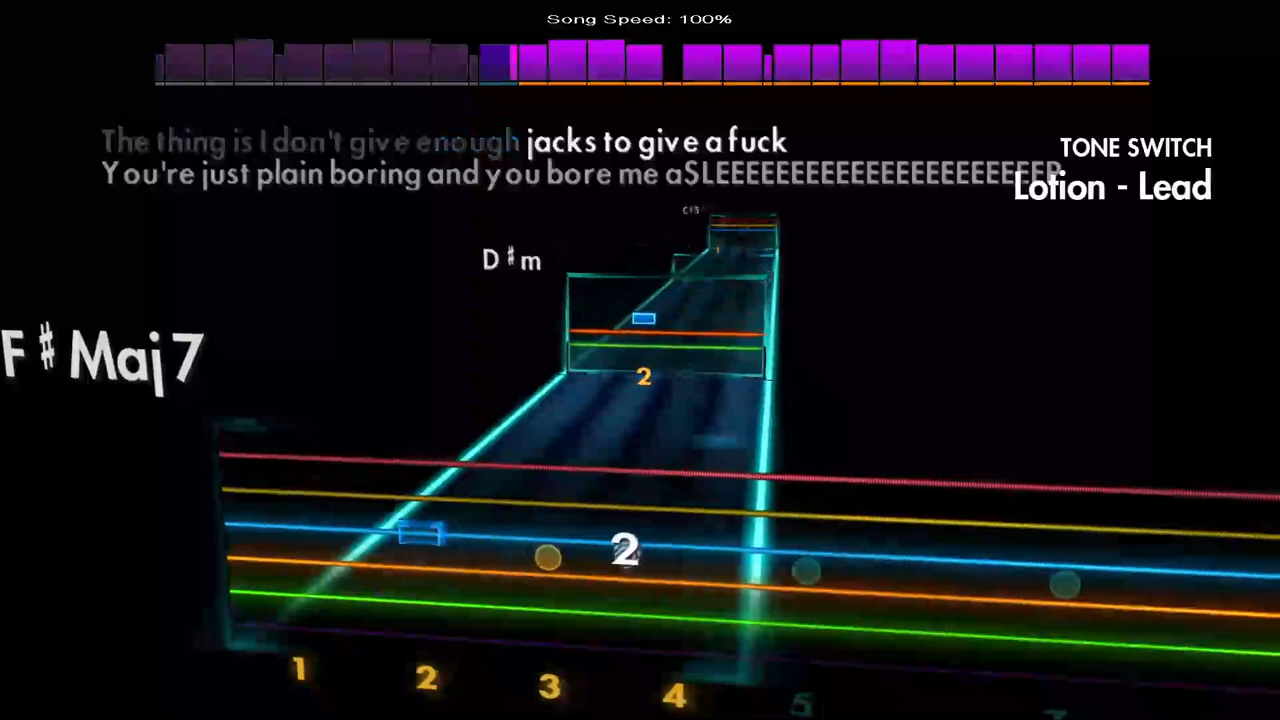 Song Speed: 100%
The thing is I don't give enough jacks to give a fuck
You're just plain boring and you bore me aSLEEEEEEEEEEEEEEEEEEEEEEEP
TONE SWITCH
Lotion - Lead
D#m
F#Maj7
2
2
1 2 3 4 5 7